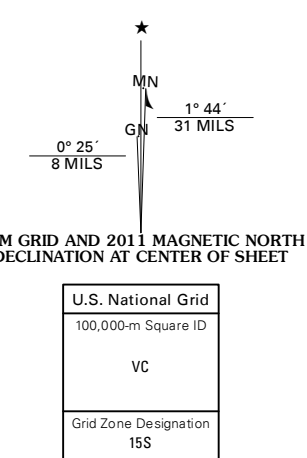 ★
MN
1° 44´
31 MILS
GN
0° 25´
8 MILS
M GRID AND 2011 MAGNETIC NORTH
DECLINATION AT CENTER OF SHEET
U.S. National Grid
100,000-m Square ID
VC
Grid Zone Designation
15S